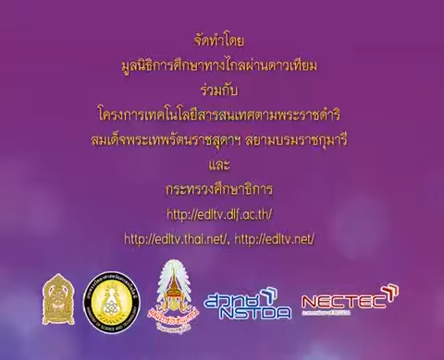 จัดทำโดย
มูลนิธิการศึกษาทางไกลผ่านดาวเทียม
ร่วมกับ
โครงการเทคโนโลยีสารสนเทศตามพระราชดำริ
สมเด็จพระเทพรัตนราชสุดาฯ สยามบรมราชกุมารี
และ
กระทรวงศึกษาธิการ
http://edltv.dlf.ac.th/
http://edltv.thai.net/, http://edltv.net/
สวทช NECTEC
NSTDA